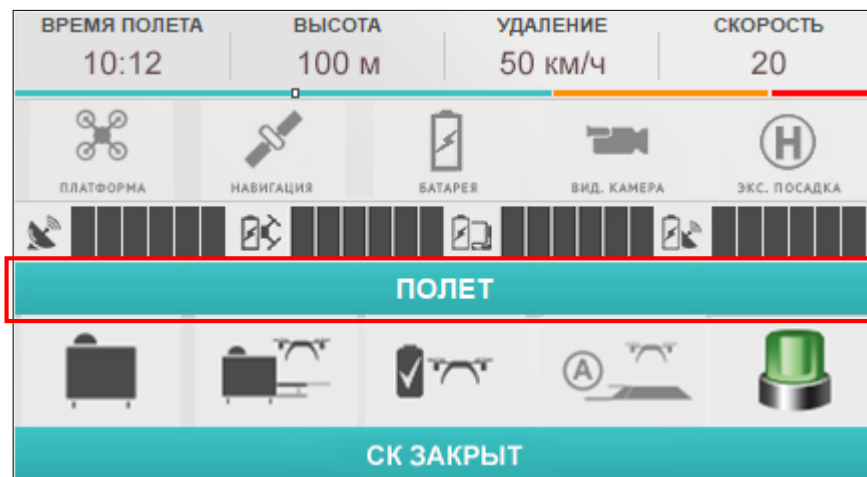 ВРЕМЯ ПОЛЕТА ВЫСОТА УДАЛЕНИЕ СКОРОСТЬ
10:12 100 м 50 км/ч 20
H
ПЛАТФОРМА НАВИГАЦИЯ БАТАРЕЯ ВИД. КАМЕРА ЭКС. ПОСАДКА
ПОЛЕТ
A
СК ЗАКРЫТ